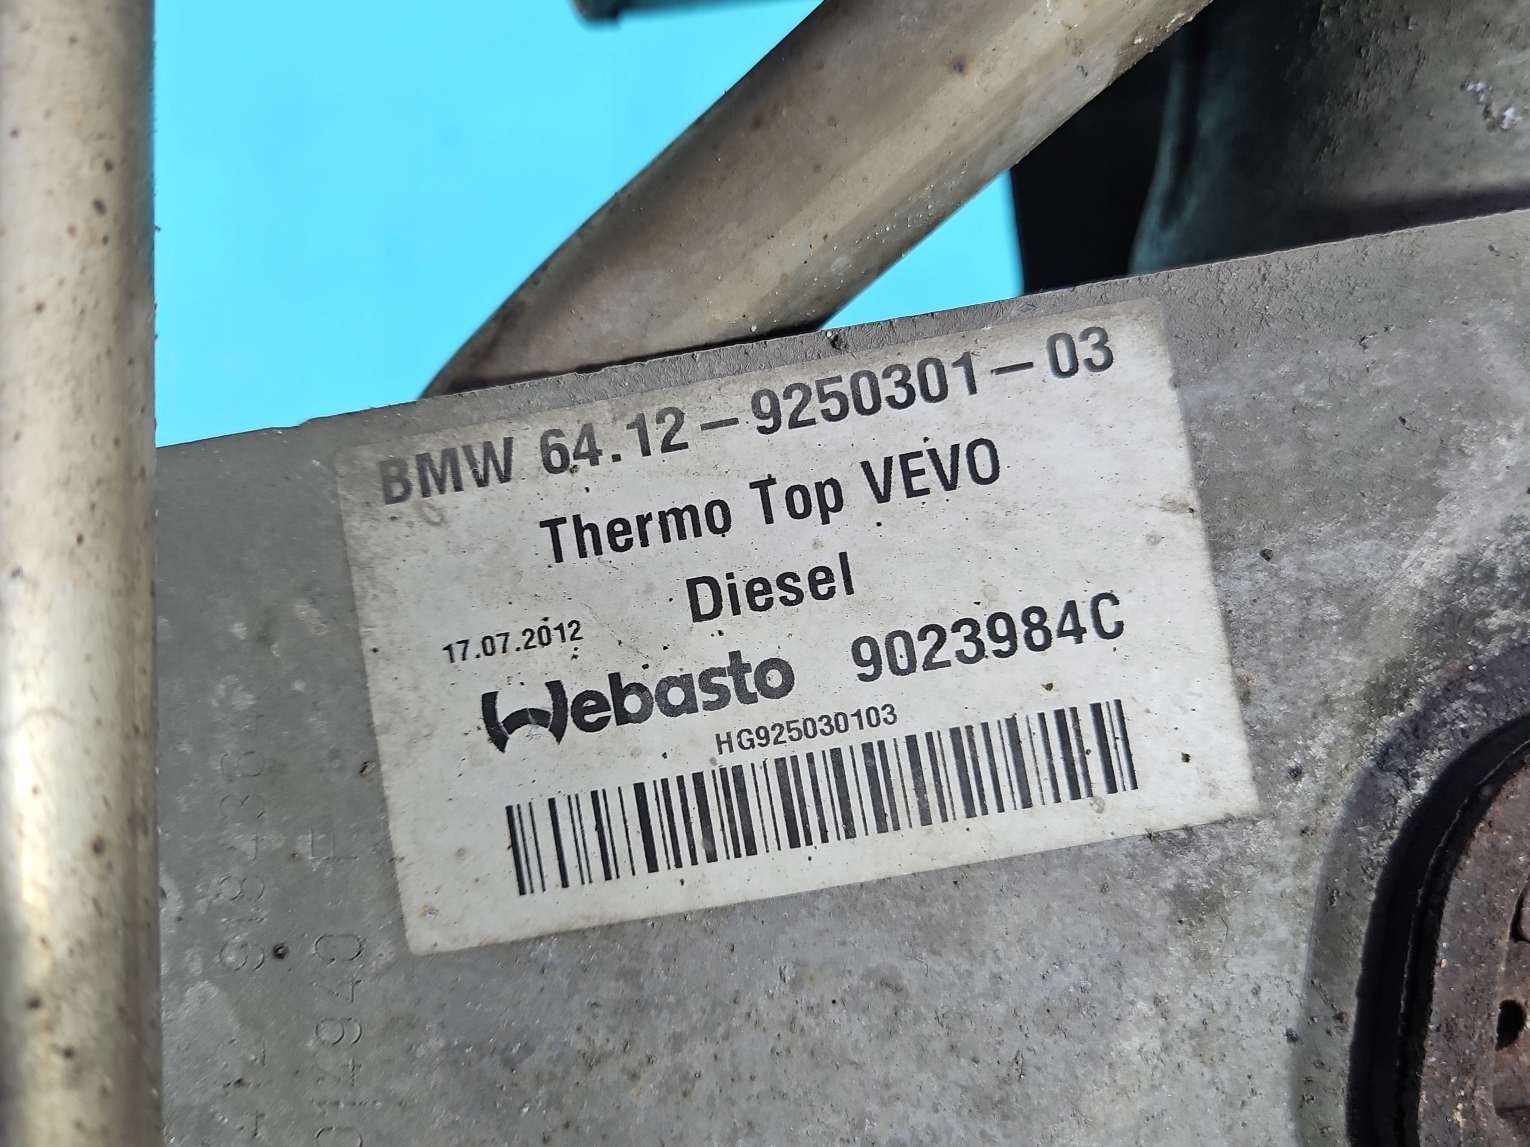 BMW 64.12-9250301-03
Thermo Top VEVO
Diesel
17.07.2012
Webasto 9023984C
HG925030103